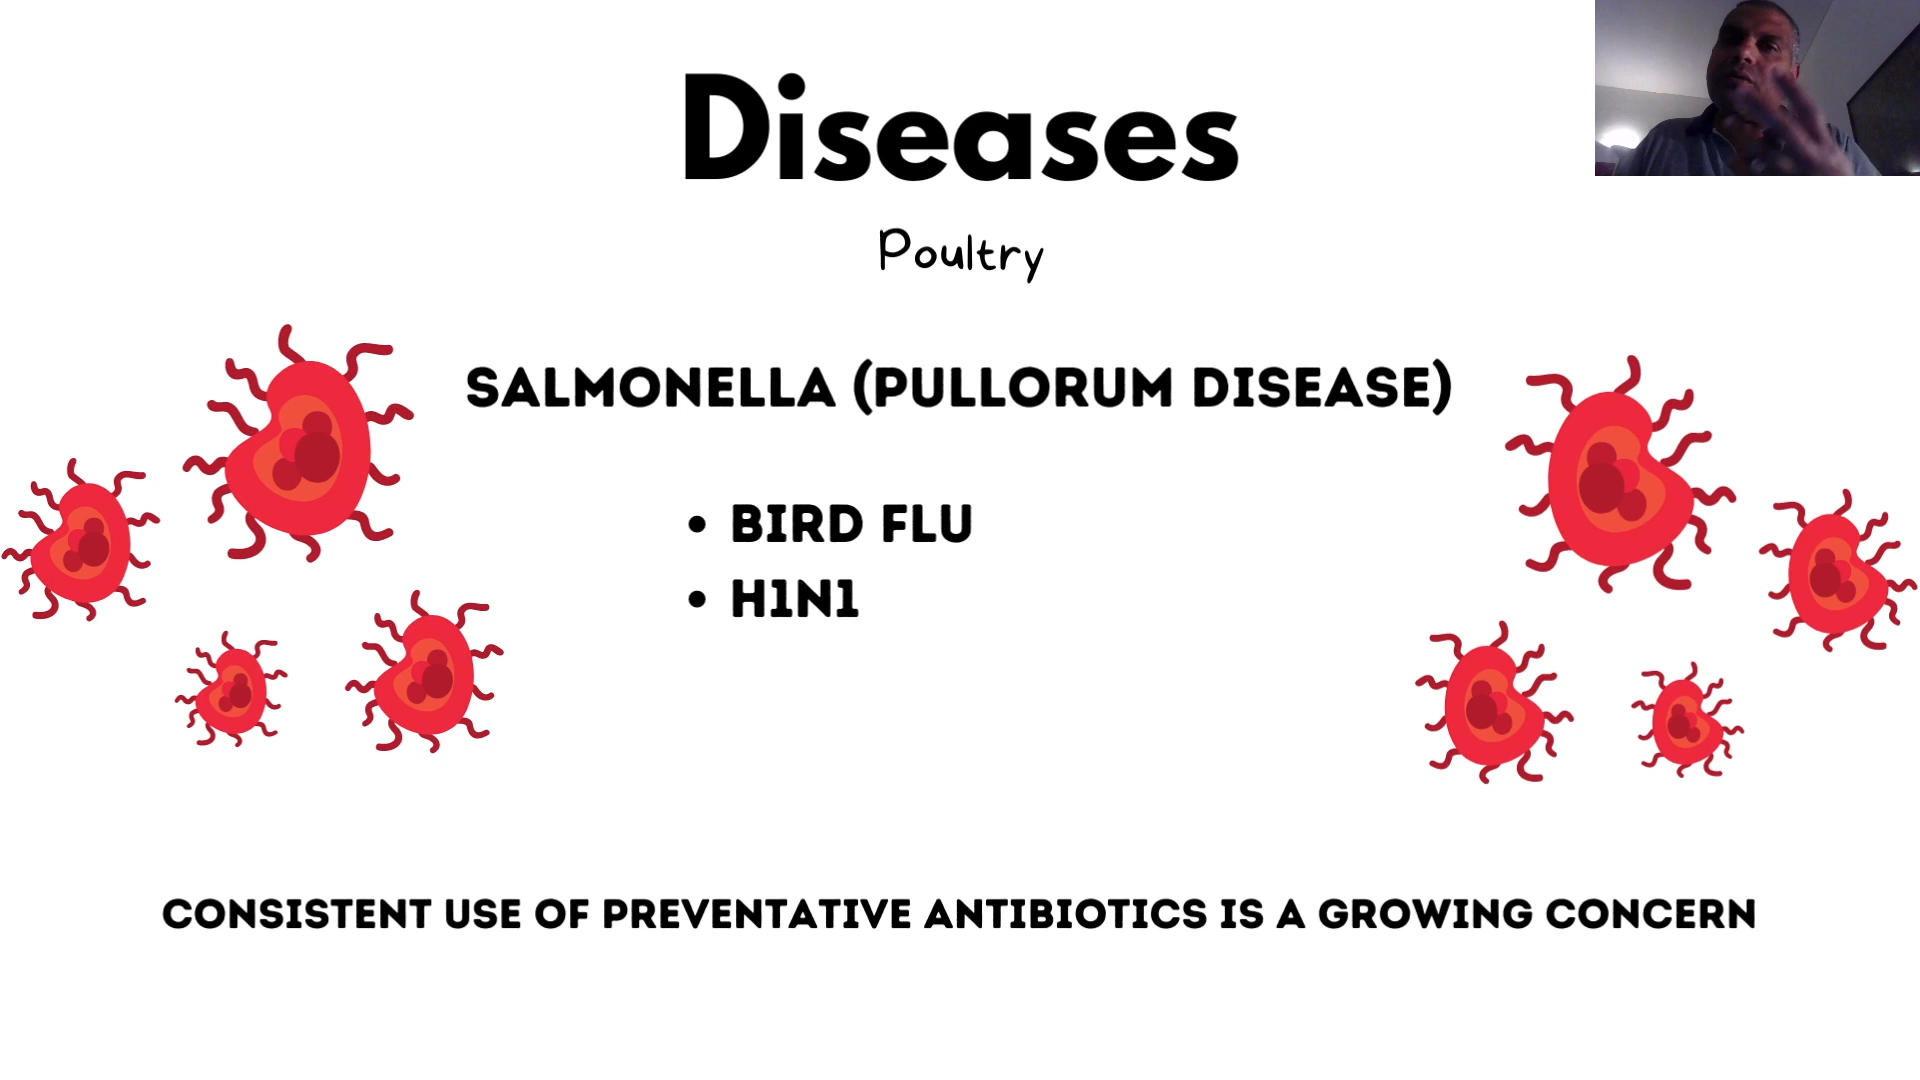 Diseases
Poultry
SALMONELLA (PULLORUM DISEASE)
• BIRD FLU
• H1N1
CONSISTENT USE OF PREVENTATIVE ANTIBIOTICS IS A GROWING CONCERN